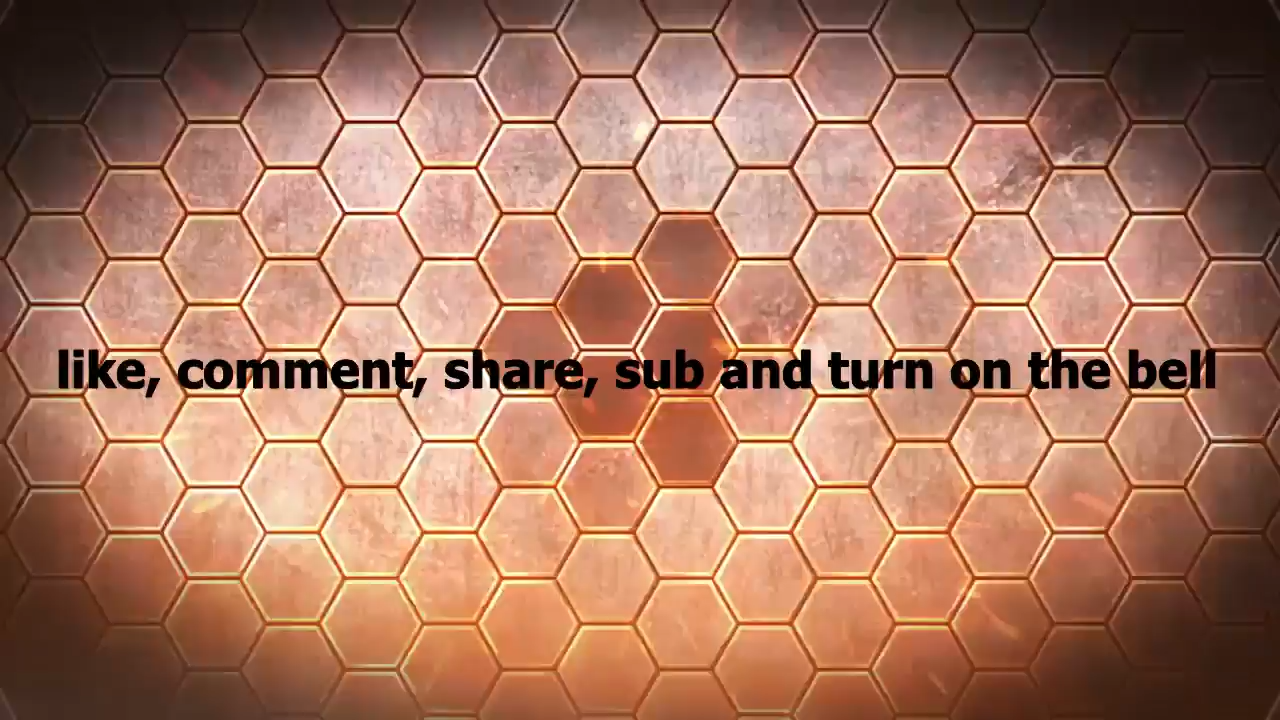 like, comment, share, sub and turn on the bell